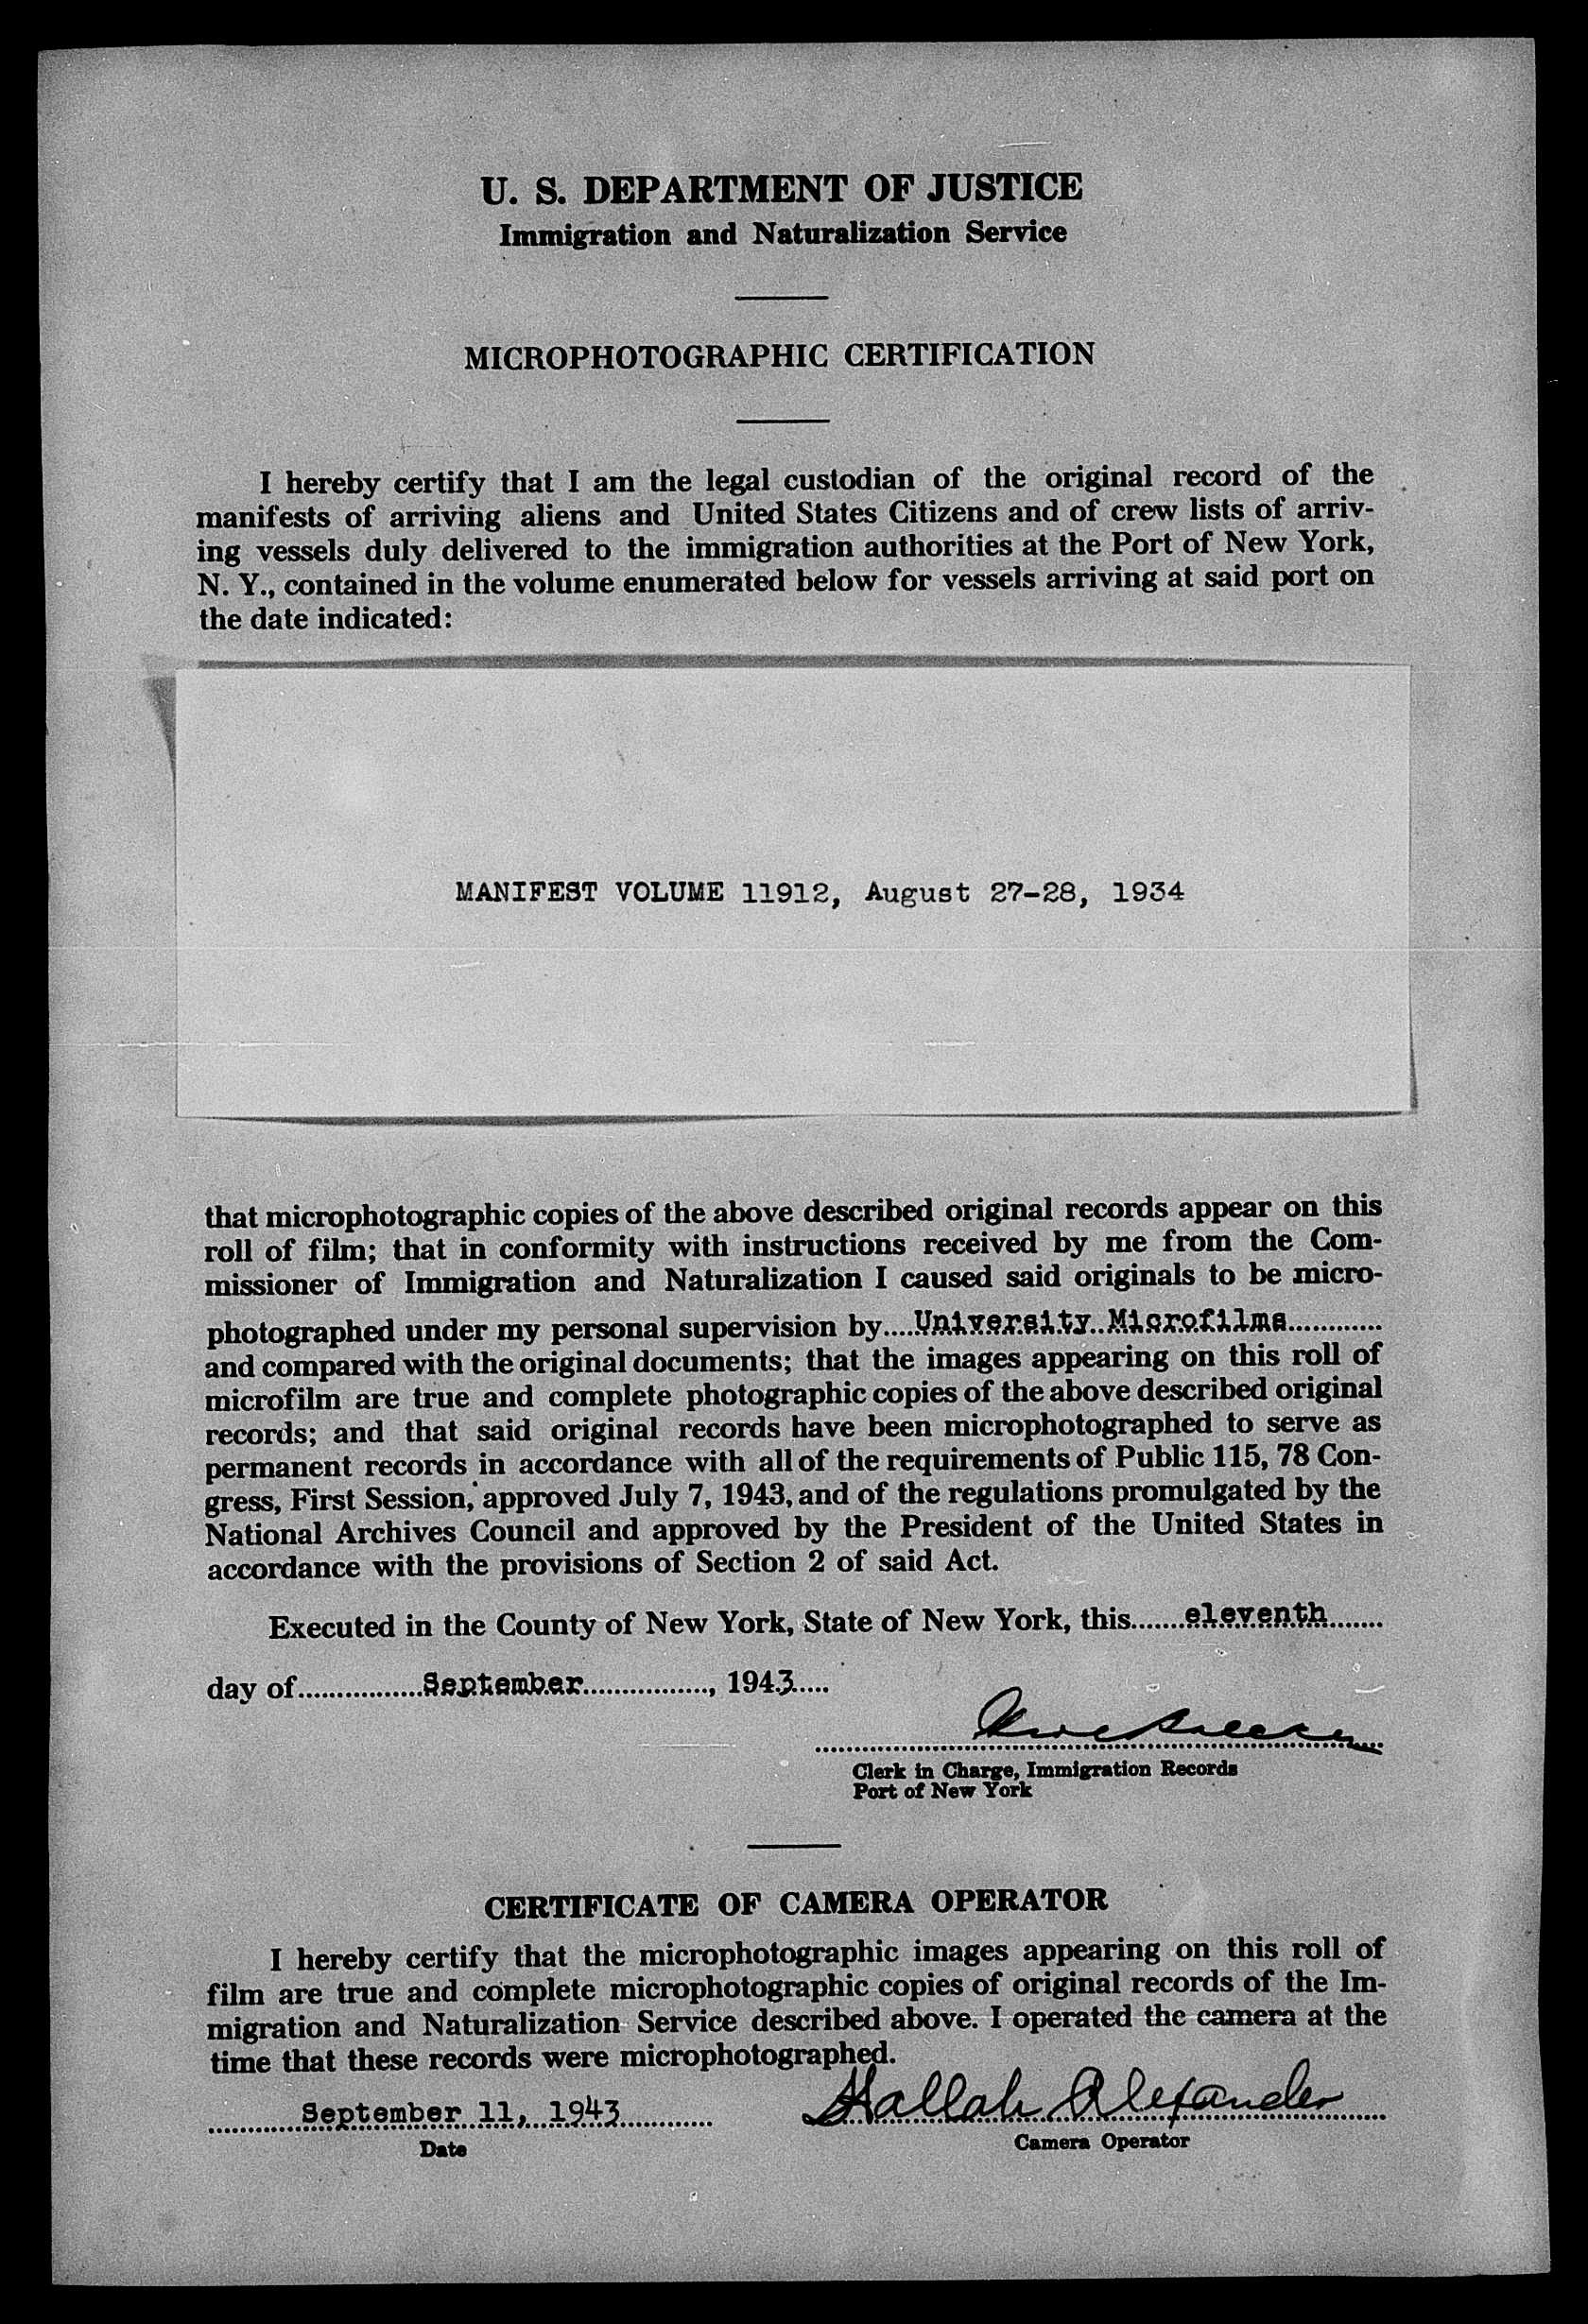 U. S. DEPARTMENT OF JUSTICE
Immigration and Naturalization Service
MICROPHOTOGRAPHIC CERTIFICATION
I hereby certify that I am the legal custodian of the original record of the
manifests of arriving aliens and United States Citizens and of crew lists of arriv-
ing vessels duly delivered to the immigration authorities at the Port of New York,
N. Y., contained in the volume enumerated below for vessels arriving at said port on
the date indicated:
MANIFEST VOLUME 11912, August 27-28, 1934
that microphotographic copies of the above described original records appear on this
roll of film; that in conformity with instructions received by me from the Com-
missioner of Immigration and Naturalization I caused said originals to be micro-
photographed under my personal supervision by....University Microfilms............
and compared with the original documents; that the images appearing on this roll of
microfilm are true and complete photographic copies of the above described original
records; and that said original records have been microphotographed to serve as
permanent records in accordance with all of the requirements of Public 115, 78 Con-
gress, First Session, approved July 7, 1943, and of the regulations promulgated by the
National Archives Council and approved by the President of the United States in
accordance with the provisions of Section 2 of said Act.
Executed in the County of New York, State of New York, this.......eleventh.......
day of................September................, 1943.....
Clerk in Charge, Immigration Records
Port of New York
CERTIFICATE OF CAMERA OPERATOR
I hereby certify that the microphotographic images appearing on this roll of
film are true and complete microphotographic copies of original records of the Im-
migration and Naturalization Service described above. I operated the camera at the
time that these records were microphotographed.
September 11, 1943 Hallah Alexander
Date Camera Operator